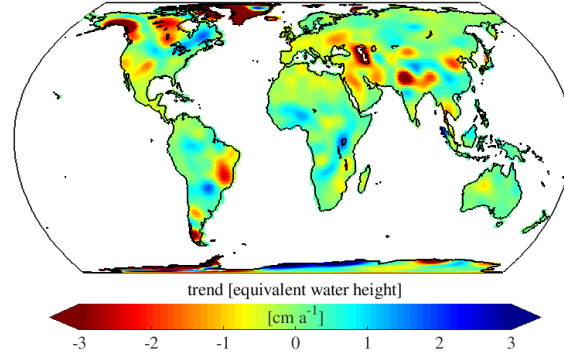 trend [equivalent water height]
[cm a⁻¹]
-3 -2 -1 0 1 2 3